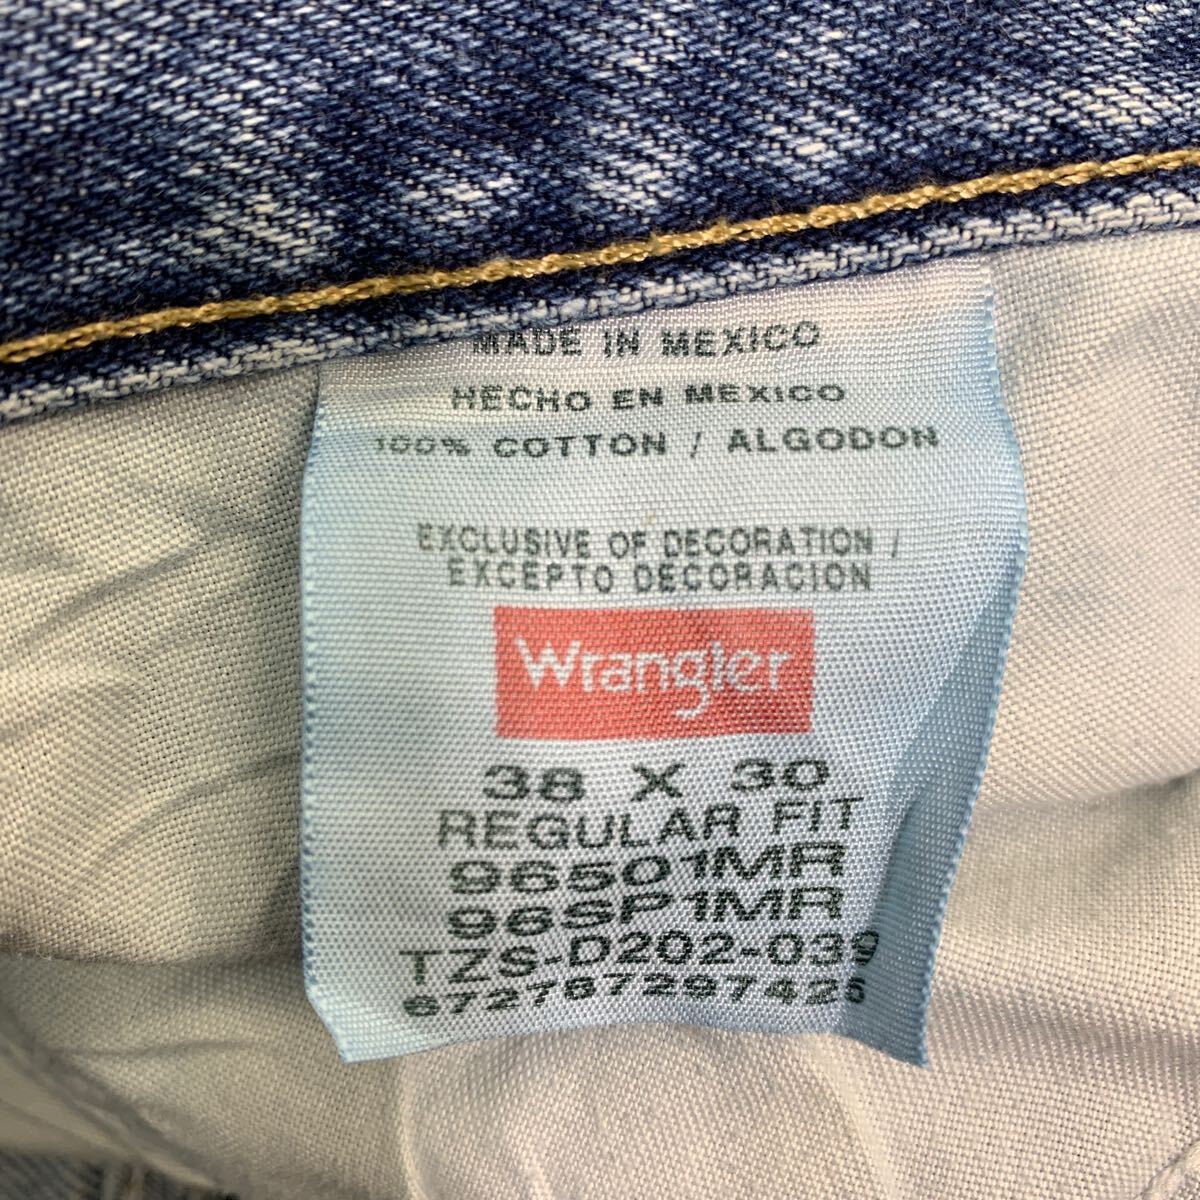 MADE IN MEXICO
HECHO EN MEXICO
100% COTTON / ALGODON
EXCLUSIVE OF DECORATION /
EXCEPTO DECORACION
Wrangler
38 X 30
REGULAR FIT
96501MR
96SP1MR
TZS-D202-039
672787297425